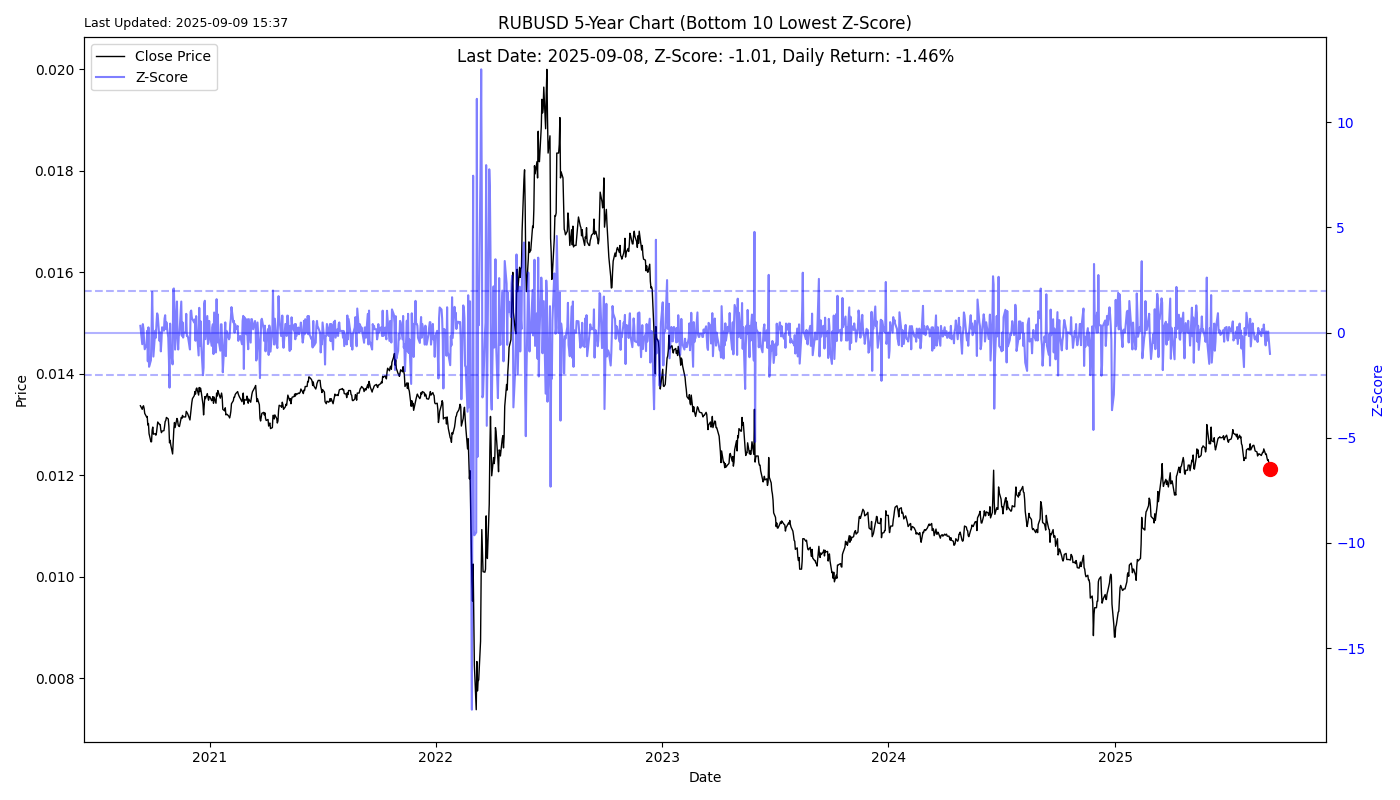 Last Updated: 2025-09-09 15:37
RUBUSD 5-Year Chart (Bottom 10 Lowest Z-Score)
Last Date: 2025-09-08, Z-Score: -1.01, Daily Return: -1.46%
Close Price
Z-Score
Price
0.020
0.018
0.016
0.014
0.012
0.010
0.008
10
5
0
−5
−10
−15
Z-Score
2021
2022
2023
2024
2025
Date